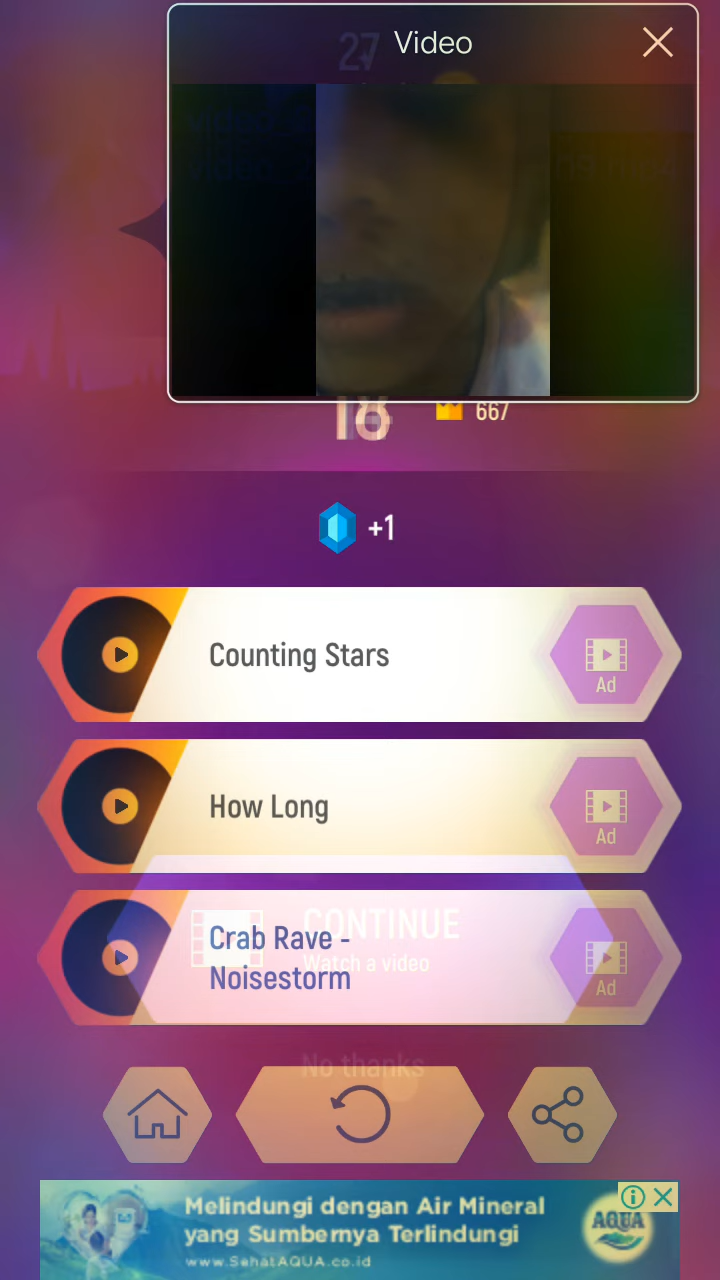 27
Video
18
667
+1
Counting Stars
Ad
How Long
Ad
CONTINUE
Watch a video
Crab Rave -
Noisestorm
Ad
No thanks
Melindungi dengan Air Mineral
yang Sumbernya Terlindungi
www.SehatAQUA.co.id
AQUA